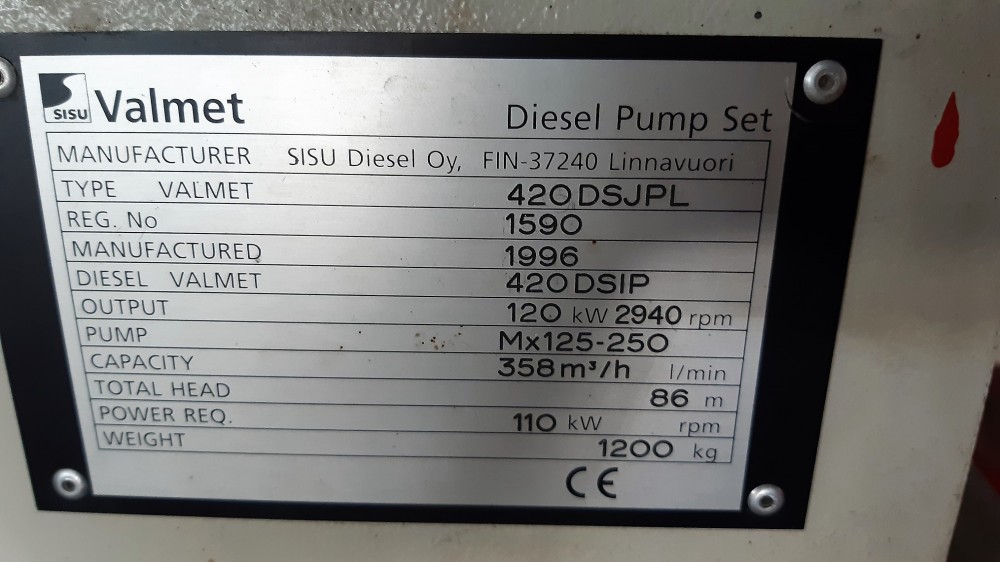 SISU Valmet Diesel Pump Set
MANUFACTURER SISU Diesel Oy, FIN-37240 Linnavuori
TYPE VALMET 420DSJPL
REG. No 1590
MANUFACTURED 1996
DIESEL VALMET 420DSIP
OUTPUT 120 kW 2940 rpm
PUMP Mx125-250
CAPACITY 358m³/h l/min
TOTAL HEAD 86 m
POWER REQ. 110 kW rpm
WEIGHT 1200 kg
CE